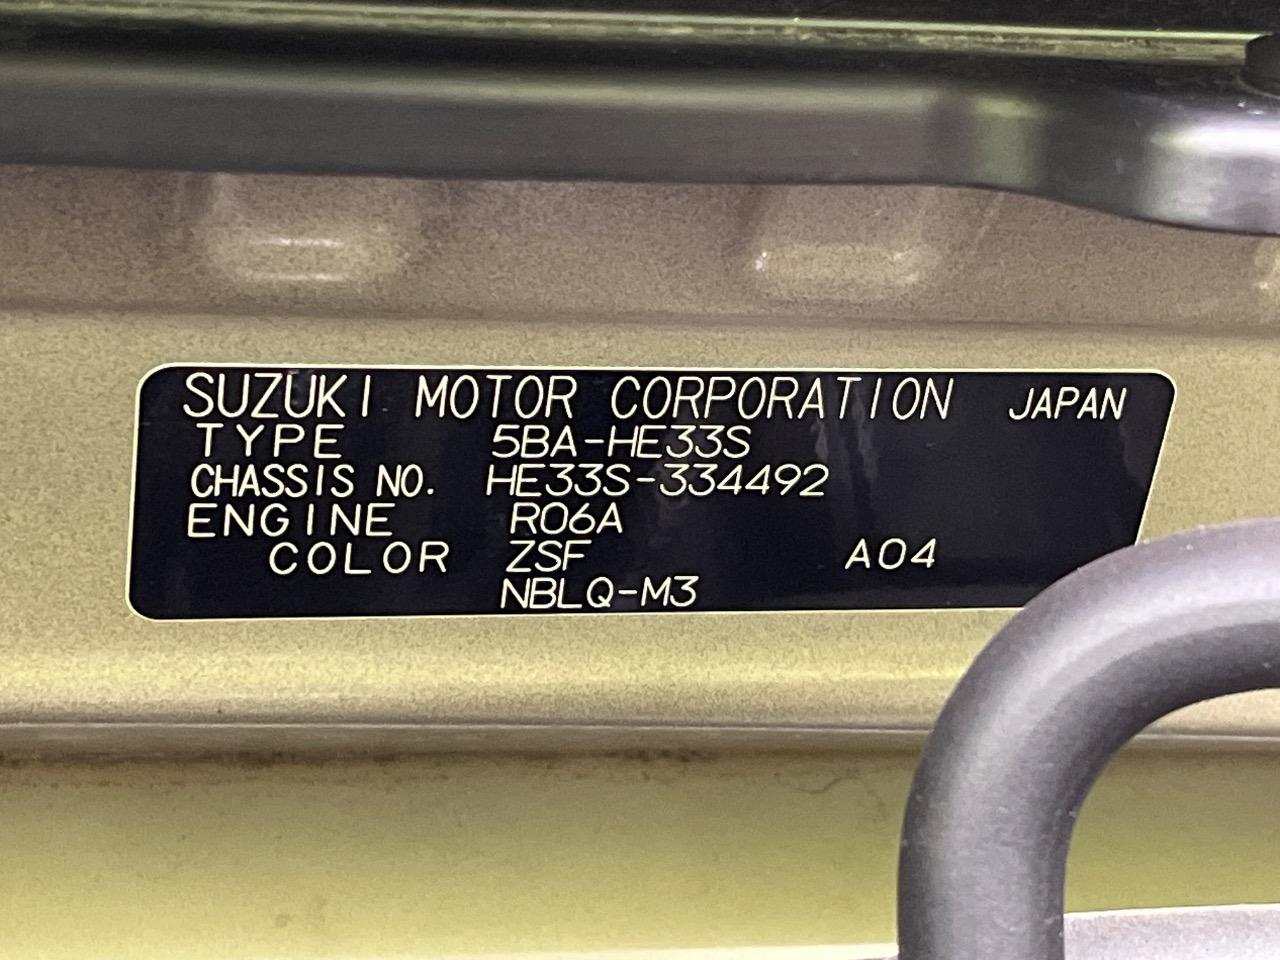 SUZUKI MOTOR CORPORATION JAPAN
TYPE 5BA-HE33S
CHASSIS NO. HE33S-334492
ENGINE R06A
COLOR ZSF A04
NBLQ-M3